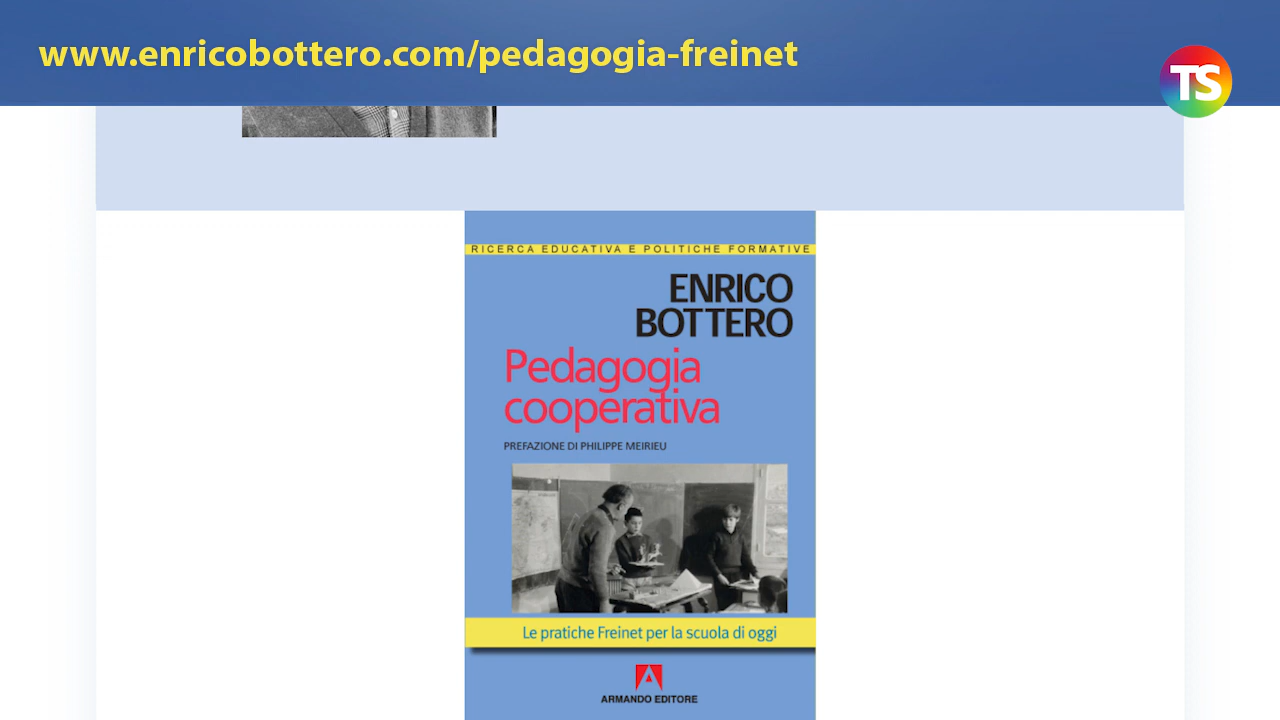 www.enricobottero.com/pedagogia-freinet
TS
RICERCA EDUCATIVA E POLITICHE FORMATIVE
ENRICO
BOTTERO
Pedagogia
cooperativa
PREFAZIONE DI PHILIPPE MEIRIEU
Le pratiche Freinet per la scuola di oggi
ARMANDO EDITORE